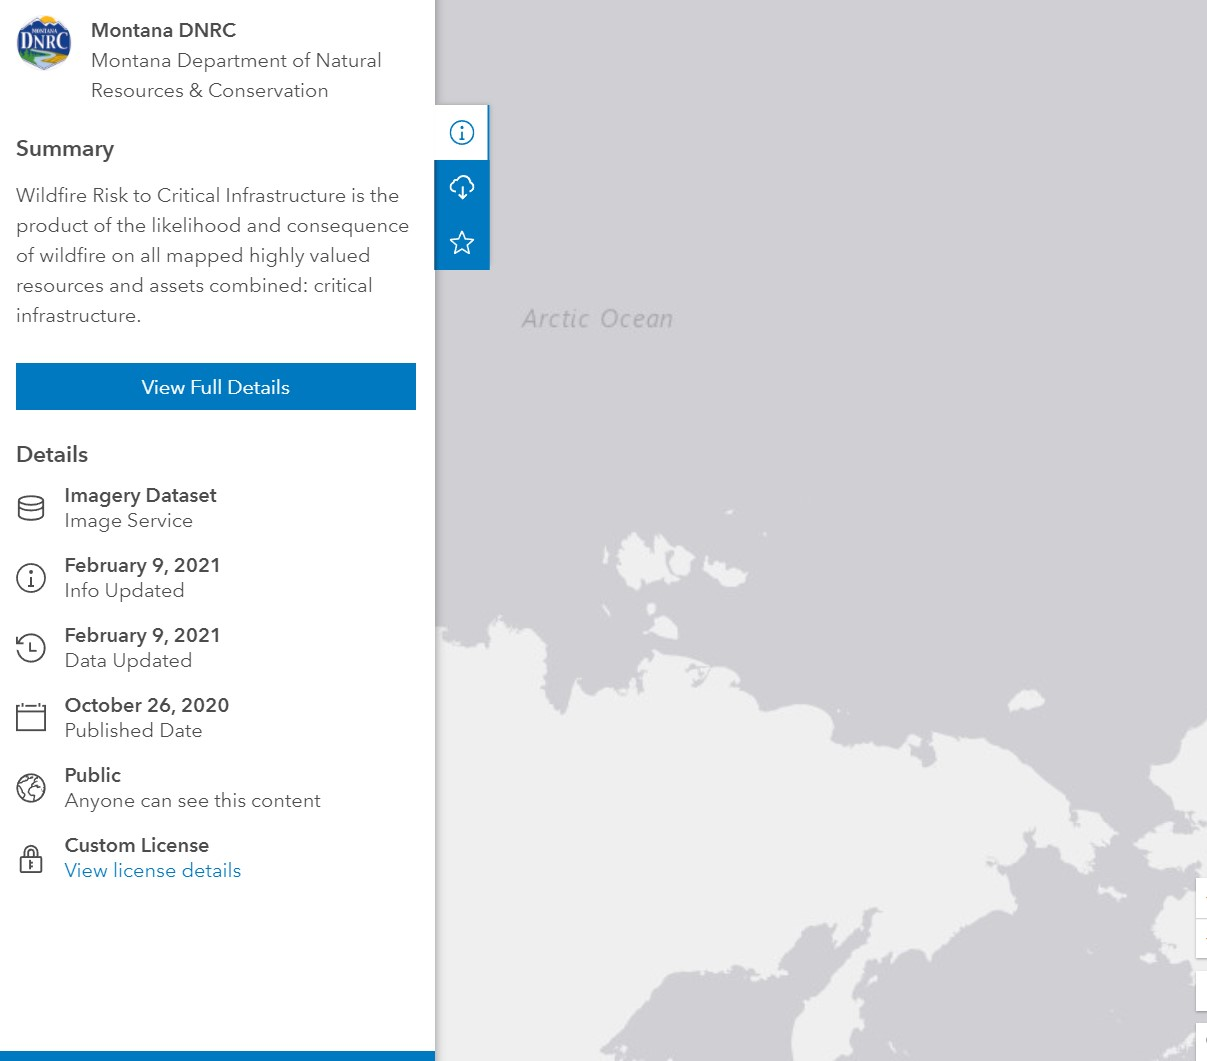 MONTANA
DNRC
Montana DNRC
Montana Department of Natural
Resources & Conservation
Summary
Wildfire Risk to Critical Infrastructure is the
product of the likelihood and consequence
of wildfire on all mapped highly valued
resources and assets combined: critical
infrastructure.
View Full Details
Details
Imagery Dataset
Image Service
February 9, 2021
Info Updated
February 9, 2021
Data Updated
October 26, 2020
Published Date
Public
Anyone can see this content
Custom License
View license details
Arctic Ocean